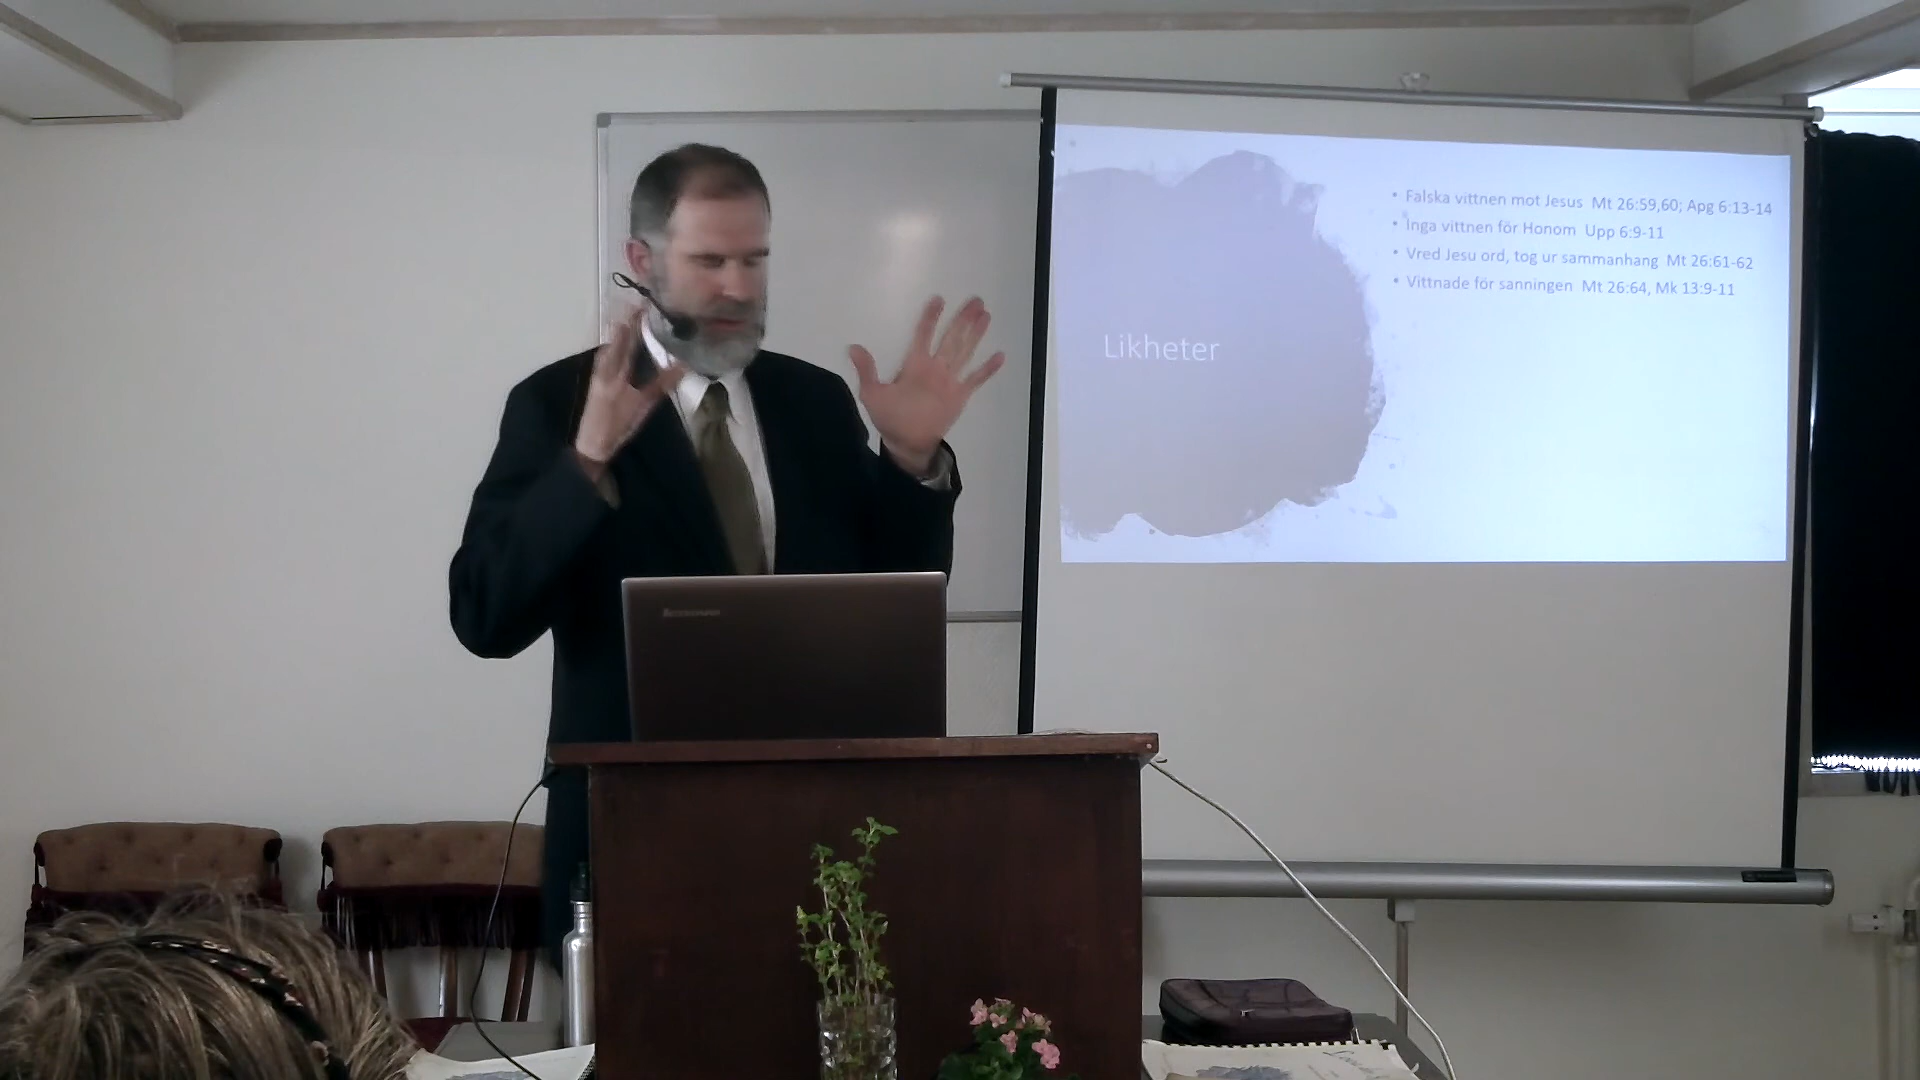 Likheter
• Falska vittnen mot Jesus Mt 26:59,60; Apg 6:13-14
• Inga vittnen för Honom Upp 6:9-11
• Vred Jesu ord, tog ur sammanhang Mt 26:61-62
• Vittnade för sanningen Mt 26:64, Mk 13:9-11
lenovo